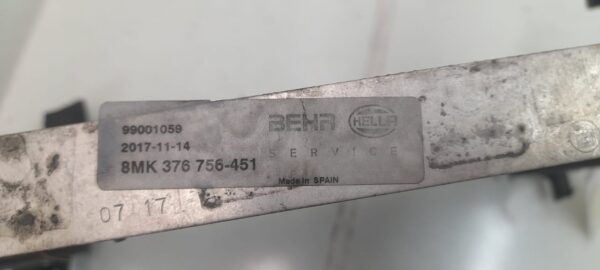 99001059
BEHR HELLA
2017-11-14
SERVICE
8MK 376 756-451
Made in SPAIN
07 17